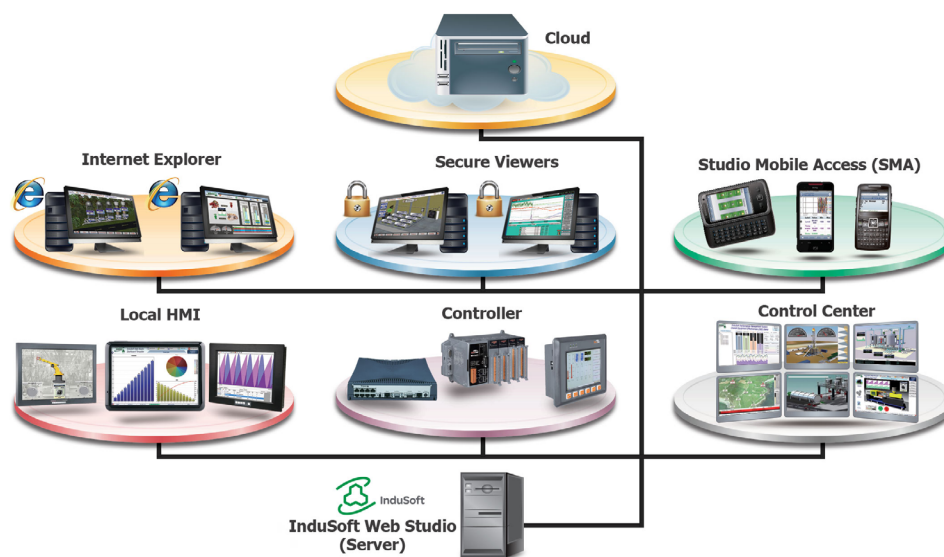 Cloud
Internet Explorer
Secure Viewers
Studio Mobile Access (SMA)
Local HMI
Controller
Control Center
InduSoft
InduSoft Web Studio
(Server)